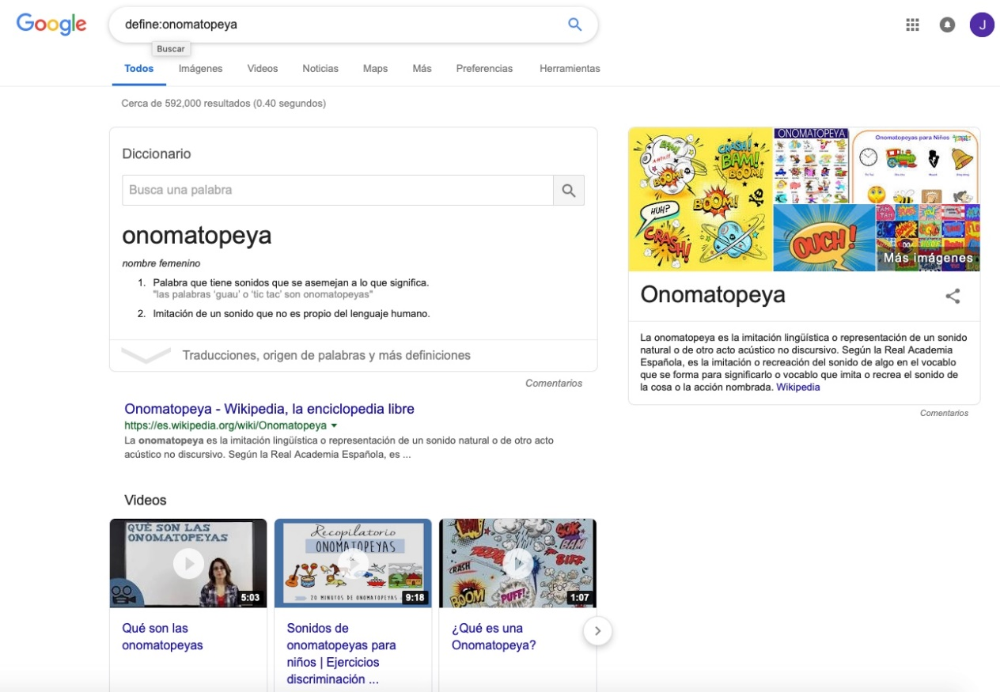 Google
define:onomatopeya
J
Buscar
Todos
Imágenes
Videos
Noticias
Maps
Más
Preferencias
Herramientas
Cerca de 592,000 resultados (0.40 segundos)
Diccionario
Busca una palabra
onomatopeya
nombre femenino
1. Palabra que tiene sonidos que se asemejan a lo que significa.
"las palabras ‘guau’ o ‘tic tac’ son onomatopeyas"
2. Imitación de un sonido que no es propio del lenguaje humano.
Traducciones, origen de palabras y más definiciones
Comentarios
Onomatopeya - Wikipedia, la enciclopedia libre
https://es.wikipedia.org/wiki/Onomatopeya
La onomatopeya es la imitación lingüística o representación de un sonido natural o de otro acto
acústico no discursivo. Según la Real Academia Española, es ...
Videos
QUÉ SON LAS
ONOMATOPEYAS
5:03
Qué son las
onomatopeyas
Recopilatorio
ONOMATOPEYAS
20 MINUTOS DE ONOMATOPEYAS
9:18
Sonidos de
onomatopeyas para
niños | Ejercicios
discriminación ...
BAM!
SOK
BAM
BIFF
CRASH
BOOM
PUFF!
POP
1:07
¿Qué es una
Onomatopeya?
BAM!
CRASH!
BAM!
BOOM!
BOOM!
BOOM!
HUH?
CRASH!
ONOMATOPEYA
Onomatopeyas para Niños
OUCH!
Más imágenes
Onomatopeya
La onomatopeya es la imitación lingüística o representación de un sonido
natural o de otro acto acústico no discursivo. Según la Real Academia
Española, es la imitación o recreación del sonido de algo en el vocablo
que se forma para significarlo o vocablo que imita o recrea el sonido de
la cosa o la acción nombrada. Wikipedia
Comentarios